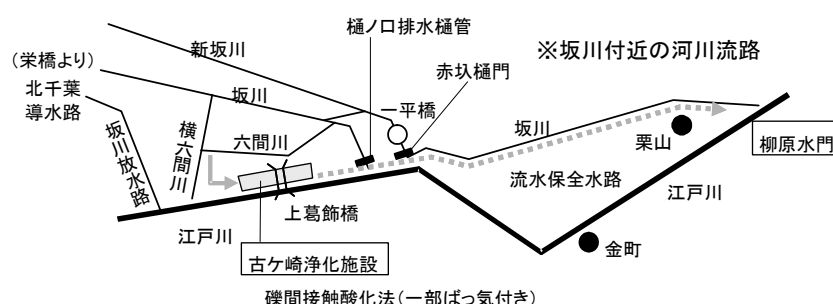 樋ノ口排水樋管
※坂川付近の河川流路
新坂川
（栄橋より）
北千葉
導水路
坂川
赤圦樋門
一平橋
坂川放水路
横六間川
六間川
坂川
栗山
柳原水門
流水保全水路
江戸川
上葛飾橋
江戸川
古ケ崎浄化施設
金町
礫間接触酸化法（一部ばっ気付き）